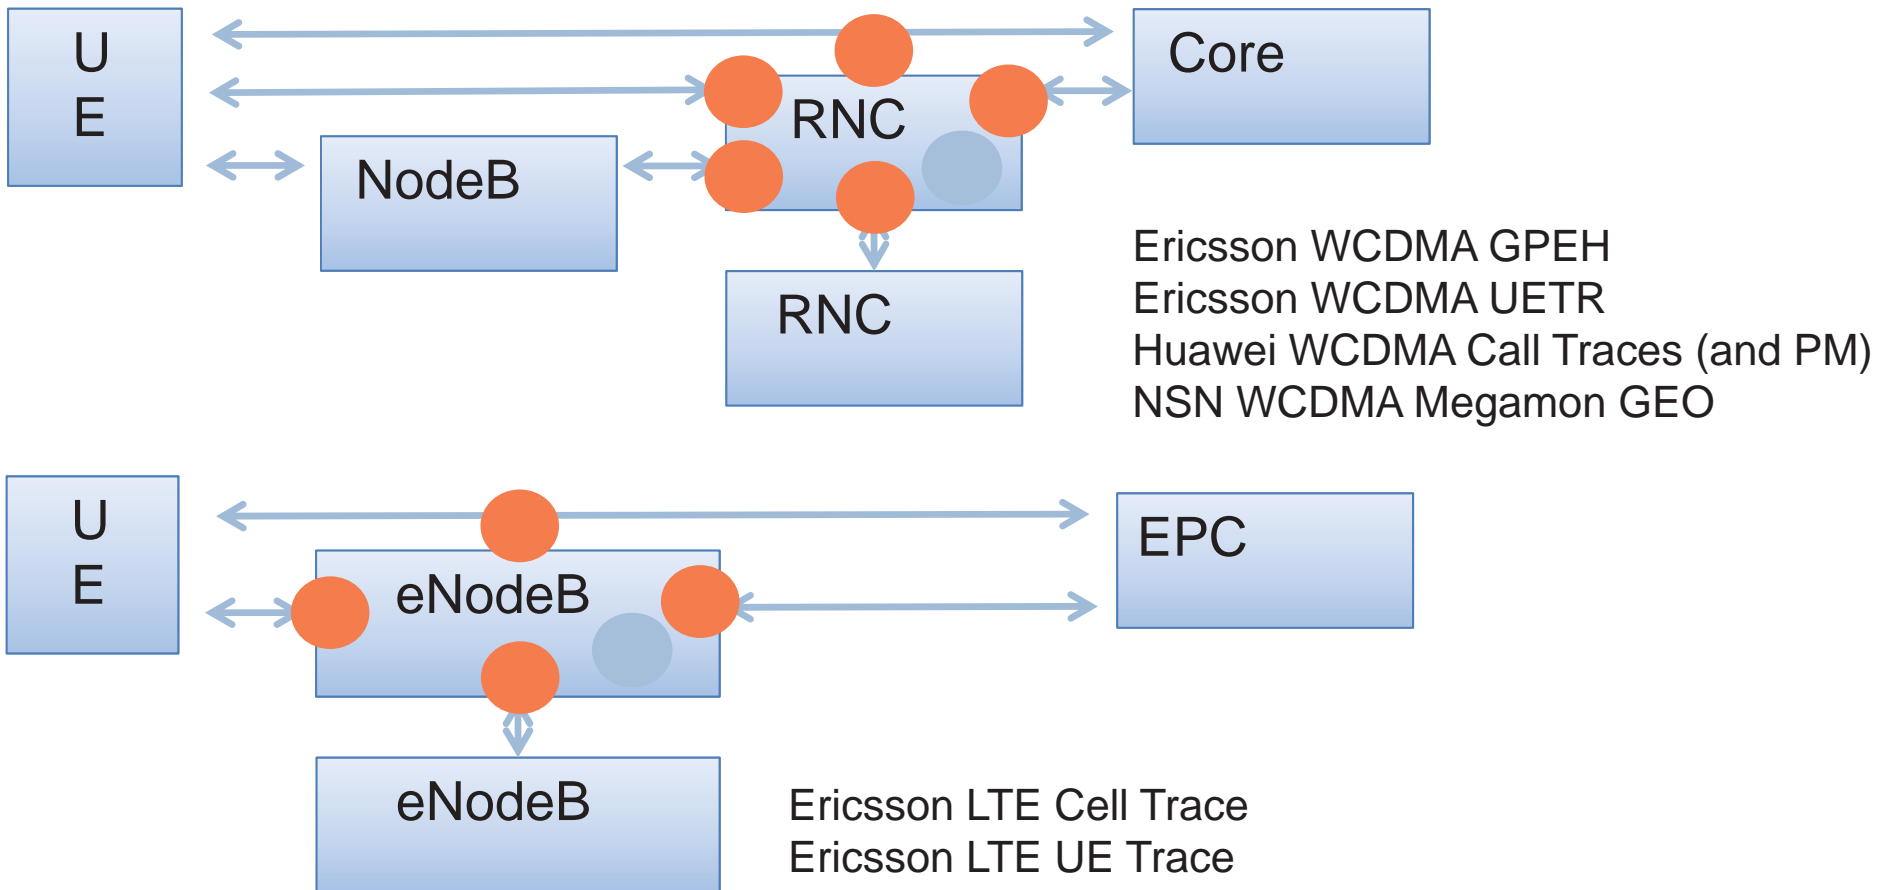 U
E
Core
RNC
NodeB
RNC
Ericsson WCDMA GPEH
Ericsson WCDMA UETR
Huawei WCDMA Call Traces (and PM)
NSN WCDMA Megamon GEO
U
E
EPC
eNodeB
eNodeB
Ericsson LTE Cell Trace
Ericsson LTE UE Trace